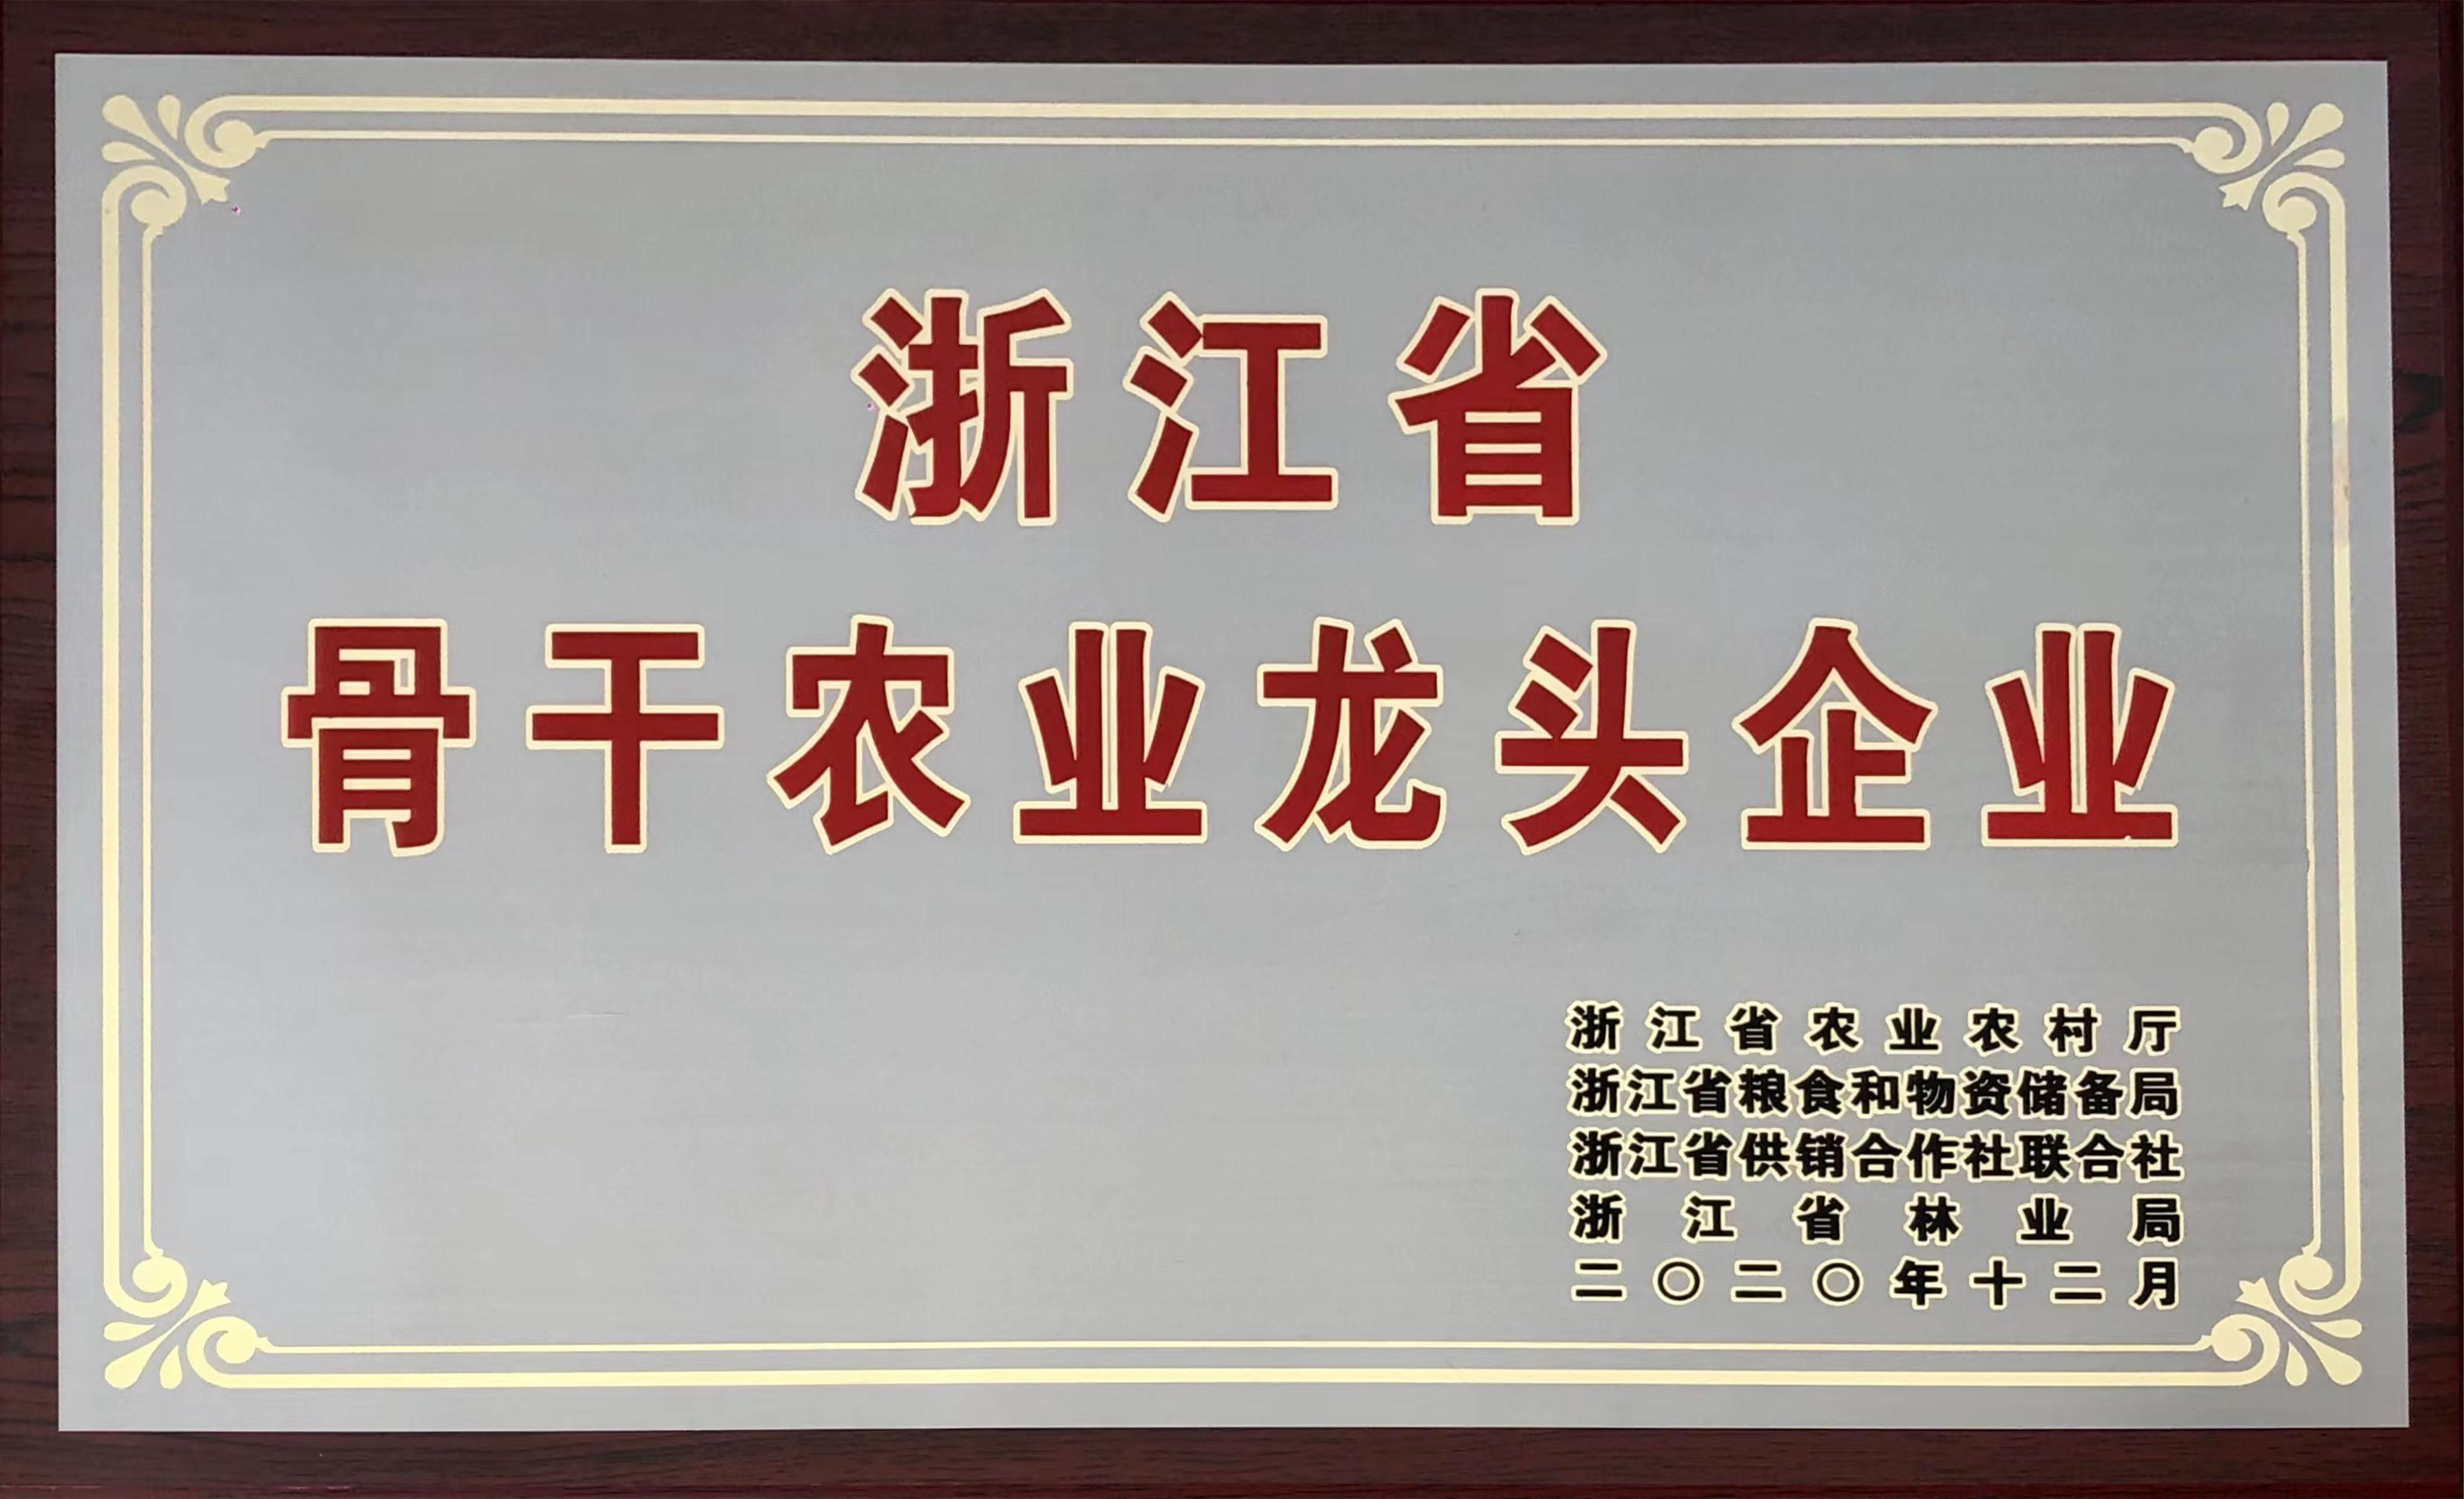 浙江省
骨干农业龙头企业
浙江省农业农村厅
浙江省粮食和物资储备局
浙江省供销合作社联合社
浙江省林业局
二〇二〇年十二月